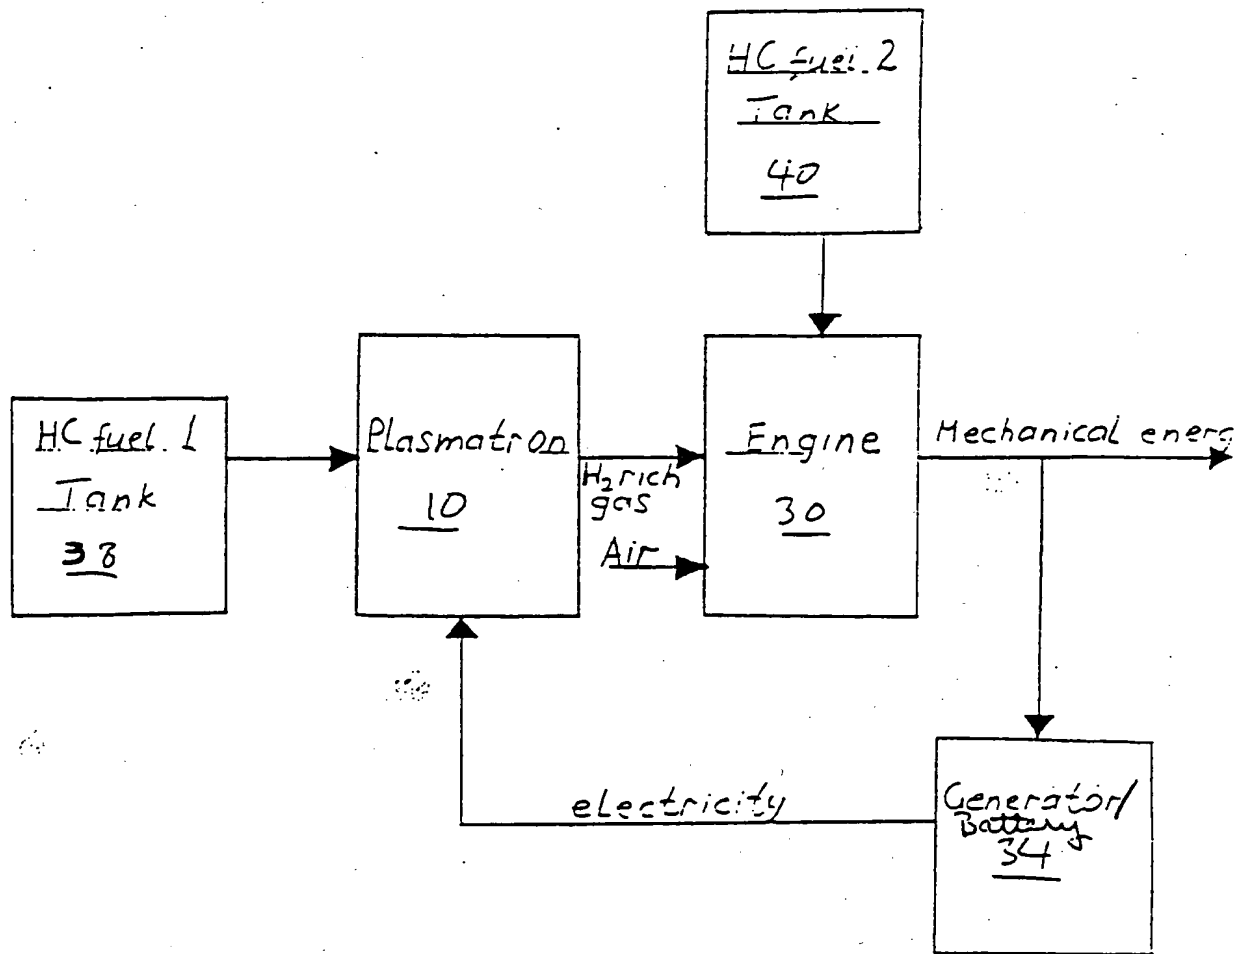 HC fuel 2
Tank
40
HC fuel 1
Tank
38
Plasmatron
10
H₂ rich
gas
Air
Engine
30
Mechanical energ
electricity
Generator/
Battery
34